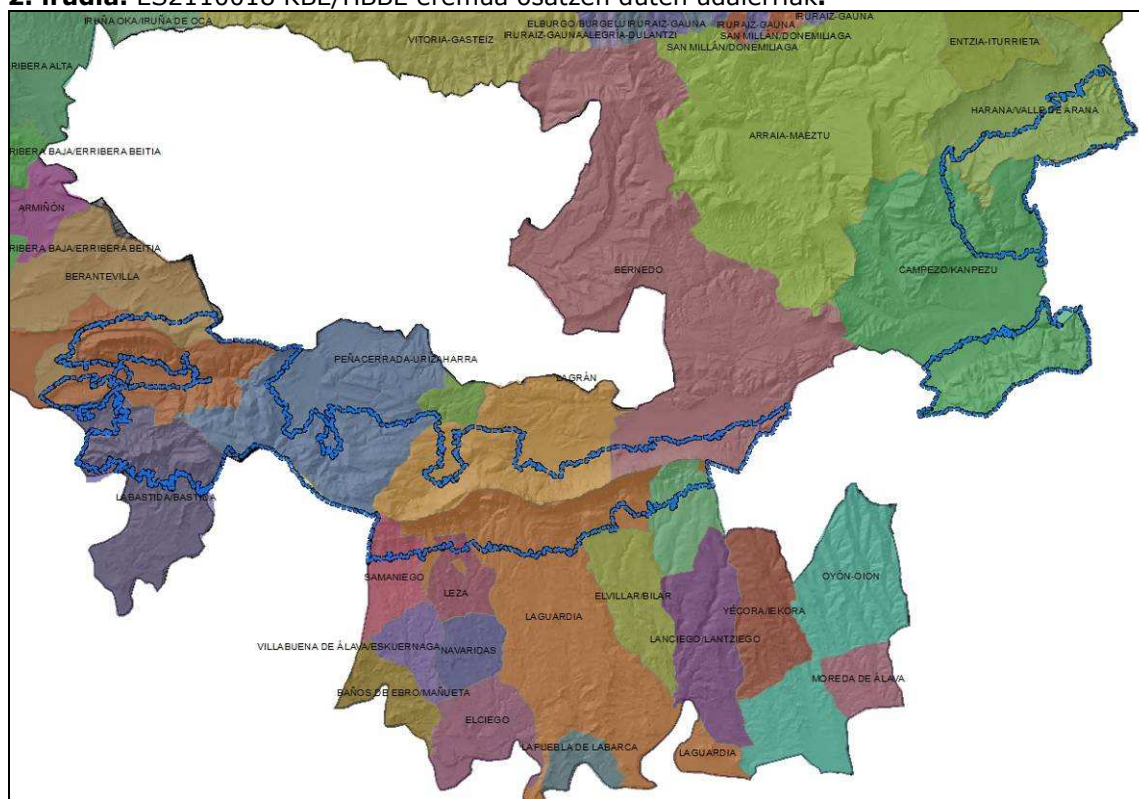 2. irudia. ES2110018 KBE/HBBE eremua osatzen duten udalerriak.
IRUÑA OKA/IRUÑA DE OCA
ELBURGO/BURGELU
IRURAIZ-GAUNA
IRURAIZ-GAUNA
IRURAIZ-GAUNA
VITORIA-GASTEIZ
IRURAIZ-GAUNA
ALEGRÍA-DULANTZI
SAN MILLÁN/DONEMILIAGA
SAN MILLÁN/DONEMILIAGA
ENTZIA-ITURRIETA
RIBERA ALTA
HARANA/VALLE DE ARANA
ARRAIA-MAEZTU
RIBERA BAJA/ERRIBERA BEITIA
ARMIÑÓN
RIBERA BAJA/ERRIBERA BEITIA
BERANTEVILLA
BERNEDO
CAMPEZO/KANPEZU
PEÑACERRADA-URIZAHARRA
LAGRÁN
LABASTIDA/BASTIDA
SAMANIEGO
LEZA
OYÓN-OION
ELVILLAR/BILAR
YÉCORA/IEKORA
LAGUARDIA
LANCIEGO/LANTZIEGO
VILLABUENA DE ÁLAVA/ESKUERNAGA
NAVARIDAS
MOREDA DE ÁLAVA
BAÑOS DE EBRO/MAÑUETA
ELCIEGO
LAPUEBLA DE LABARCA
LAGUARDIA